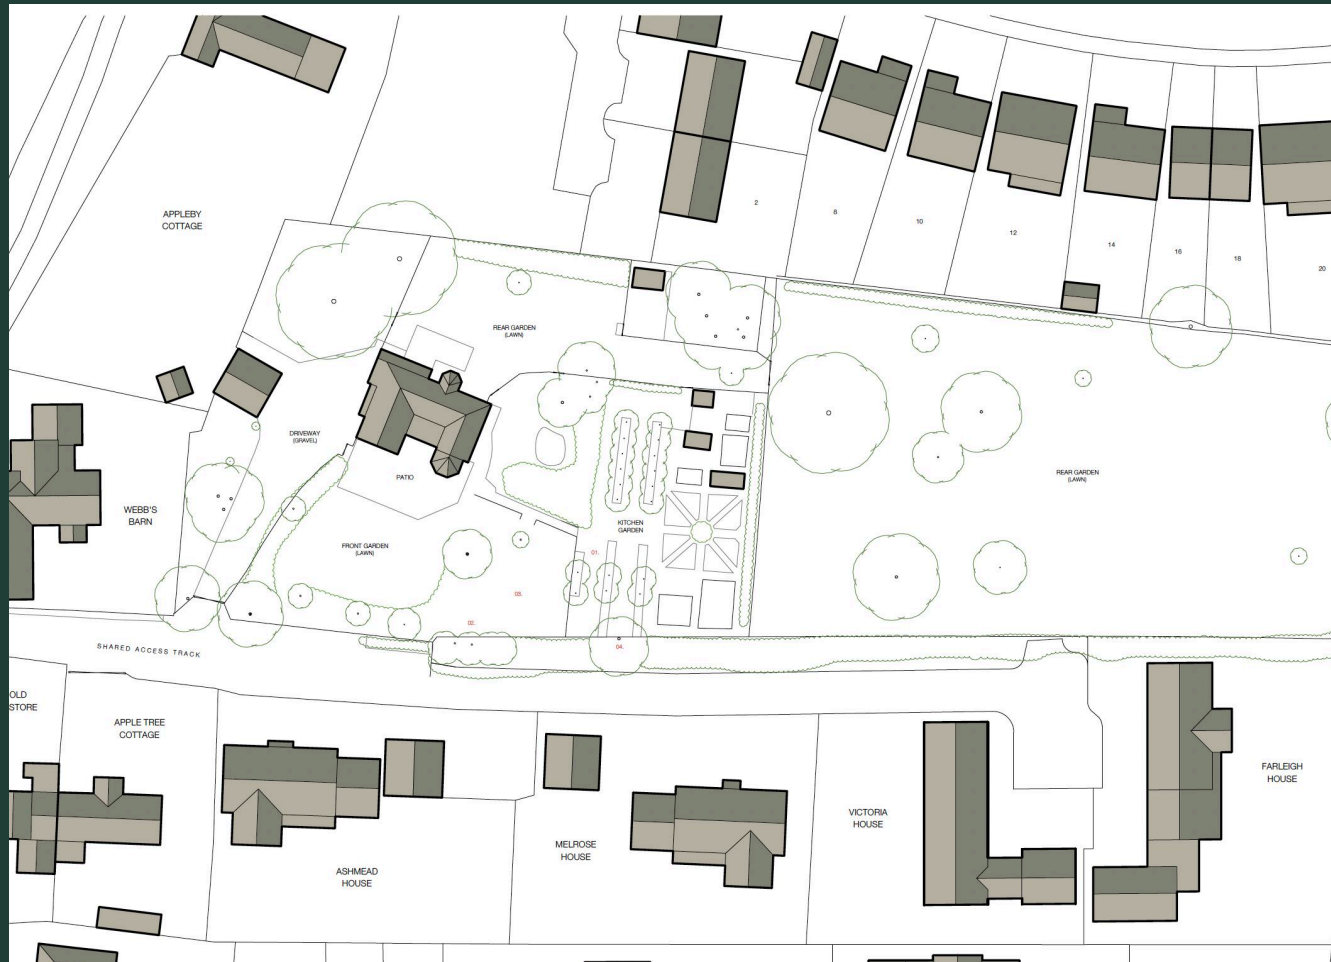 APPLEBY
COTTAGE
2
8
10
12
14
16
18
20
REAR GARDEN
(LAWN)
DRIVEWAY
(GRAVEL)
PATIO
WEBB'S
BARN
FRONT GARDEN
(LAWN)
KITCHEN
GARDEN
REAR GARDEN
(LAWN)
01.
03.
02.
04.
SHARED ACCESS TRACK
OLD
STORE
APPLE TREE
COTTAGE
ASHMEAD
HOUSE
MELROSE
HOUSE
VICTORIA
HOUSE
FARLEIGH
HOUSE